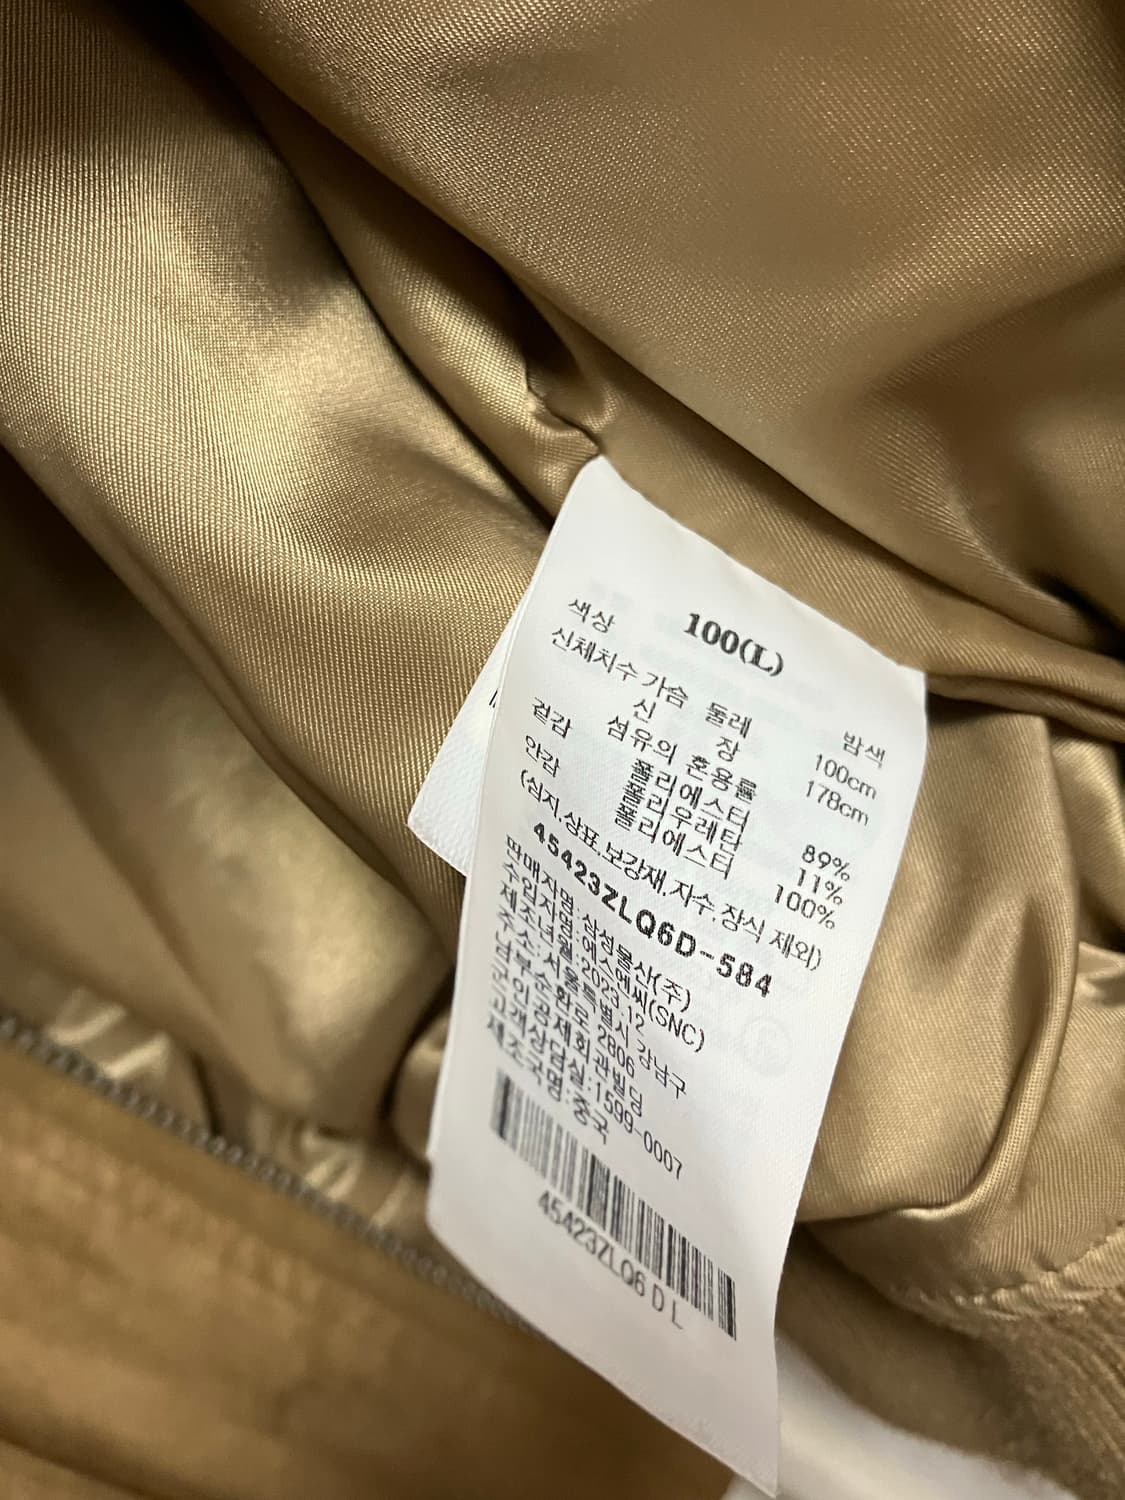 100(L)
색상 밤색
신체치수 가슴 둘레 100cm
신 장 178cm
섬유의 혼용률
겉감 폴리에스터 89%
폴리우레탄 11%
안감 폴리에스터 100%
(심지.상표.보강재.자수.장식 제외)
45423ZLQ6D-584
판매자명:삼성물산(주)
수입자명:에스엔씨(SNC)
제조년월:2023.12
주소:서울특별시 강남구
남부순환로 2806
군인공제회관빌딩
고객상담실:1599-0007
제조국명:중국
45423ZLQ6 D L